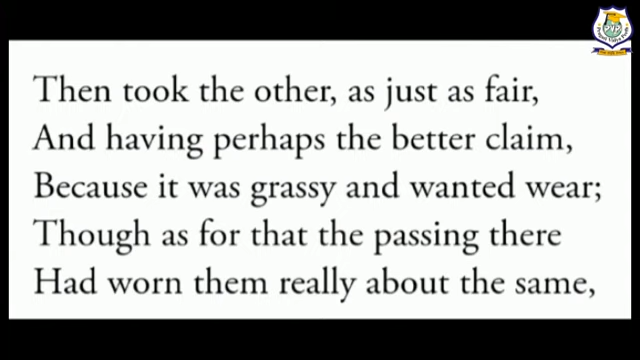 Then took the other, as just as fair,
And having perhaps the better claim,
Because it was grassy and wanted wear;
Though as for that the passing there
Had worn them really about the same,